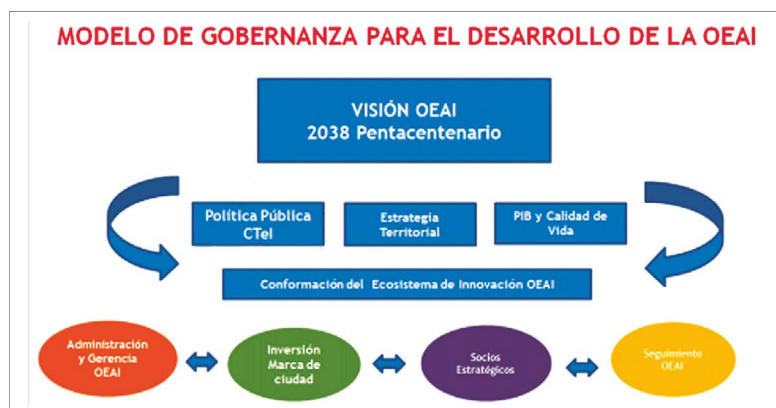 MODELO DE GOBERNANZA PARA EL DESARROLLO DE LA OEAI
VISIÓN OEAI
2038 Pentacentenario
Política Pública
CTeI
Estrategia
Territorial
PIB y Calidad de
Vida
Conformación del Ecosistema de Innovación OEAI
Administración
y Gerencia
OEAI
Inversión
Marca de
ciudad
Socios
Estratégicos
Seguimiento
OEAI